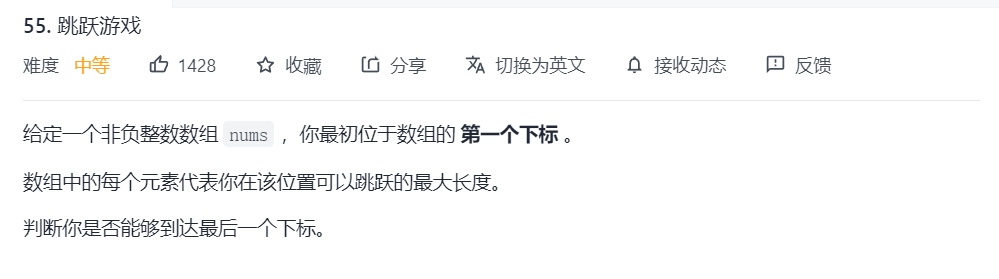 55. 跳跃游戏
难度 中等 1428 收藏 分享 切换为英文 接收动态 反馈
给定一个非负整数数组 nums ，你最初位于数组的 第一个下标 。
数组中的每个元素代表你在该位置可以跳跃的最大长度。
判断你是否能够到达最后一个下标。